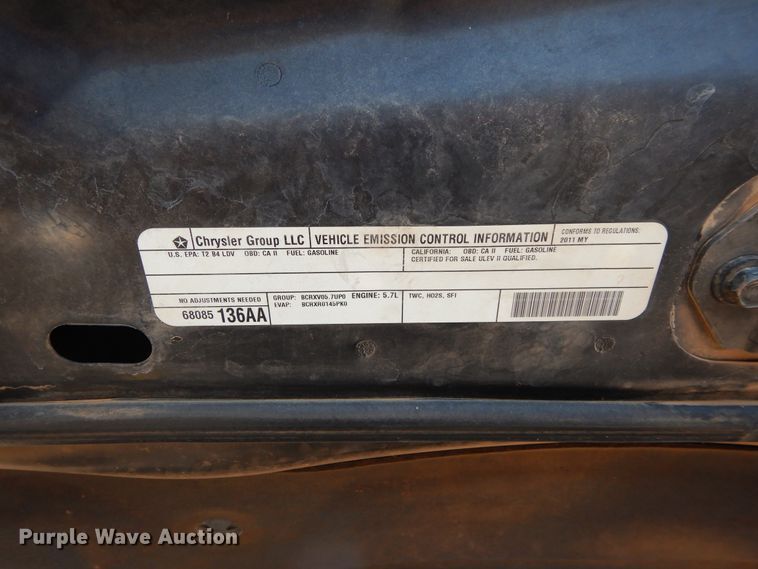 Chrysler Group LLC VEHICLE EMISSION CONTROL INFORMATION
CONFORMS TO REGULATIONS:
2011 MY
U.S. EPA: T2 B4 LDV OBD: CA II FUEL: GASOLINE
CALIFORNIA: OBD: CA II FUEL: GASOLINE
CERTIFIED FOR SALE ULEV II QUALIFIED.
NO ADJUSTMENTS NEEDED
68085 136AA
GROUP: BCRXV05.7UP0 ENGINE: 5.7L
EVAP: BCRXR0145PK0
TWC, HO2S, SFI
Purple Wave Auction